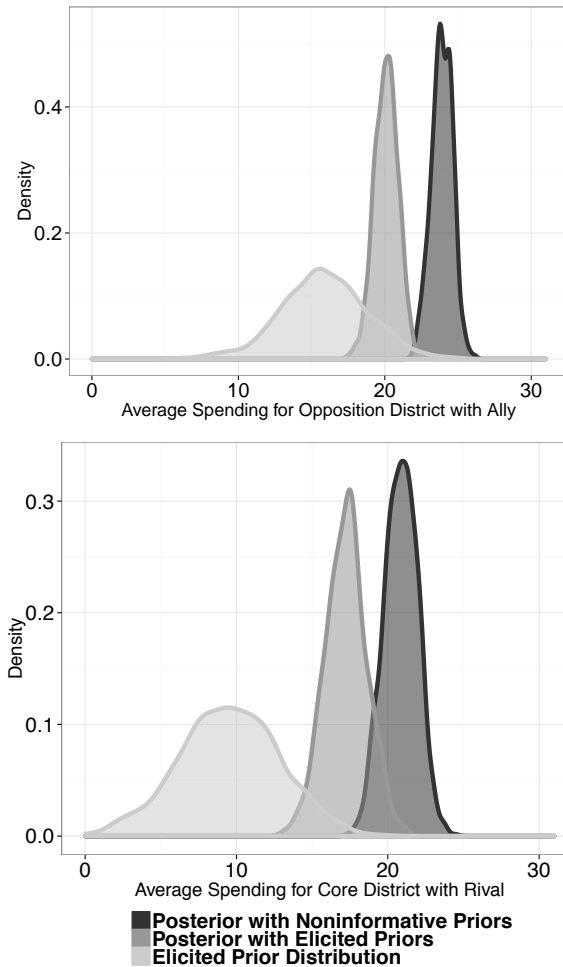 Density
0.4
0.2
0.0
0 10 20 30
Average Spending for Opposition District with Ally
Density
0.3
0.2
0.1
0.0
0 10 20 30
Average Spending for Core District with Rival
Posterior with Noninformative Priors
Posterior with Elicited Priors
Elicited Prior Distribution